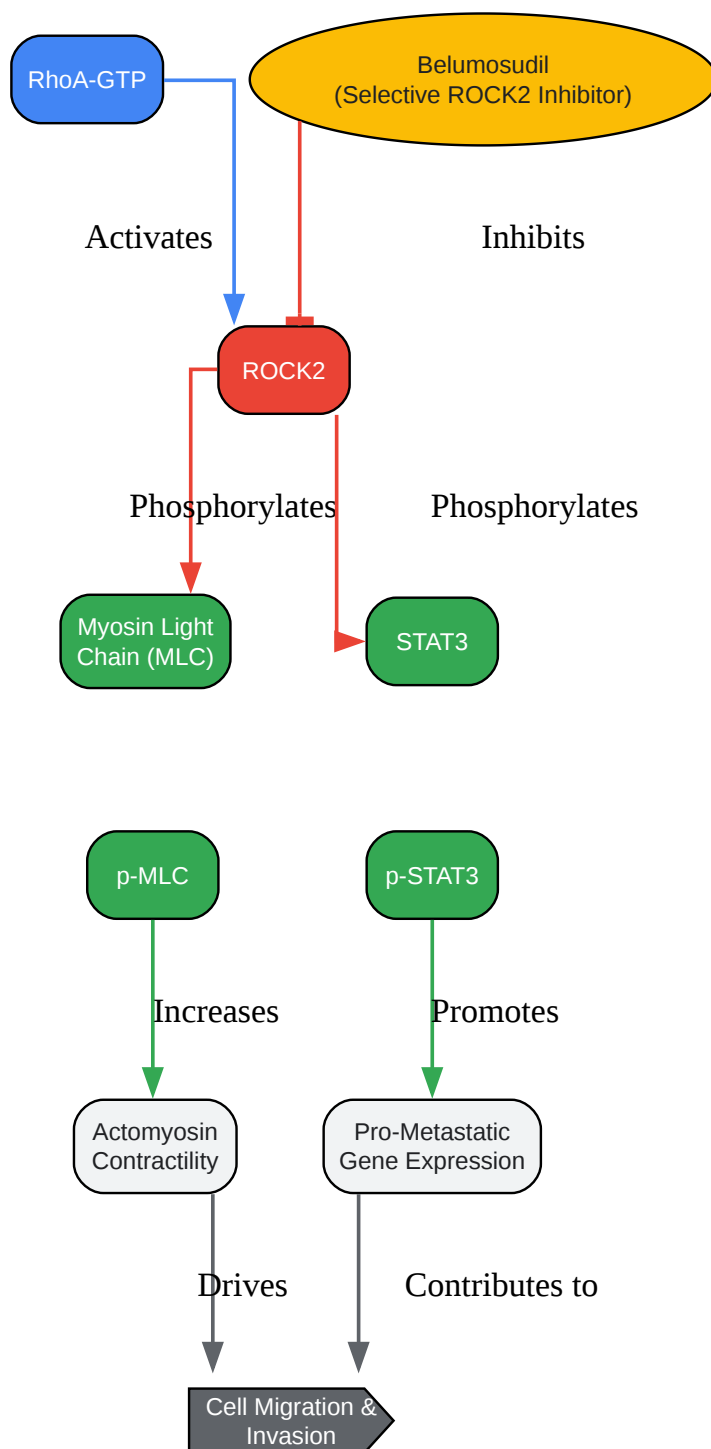 RhoA-GTP
Belumosudil
(Selective ROCK2 Inhibitor)
Activates
Inhibits
ROCK2
Phosphorylates
Phosphorylates
Myosin Light
Chain (MLC)
STAT3
p-MLC
p-STAT3
Increases
Promotes
Actomyosin
Contractility
Pro-Metastatic
Gene Expression
Drives
Contributes to
Cell Migration &
Invasion